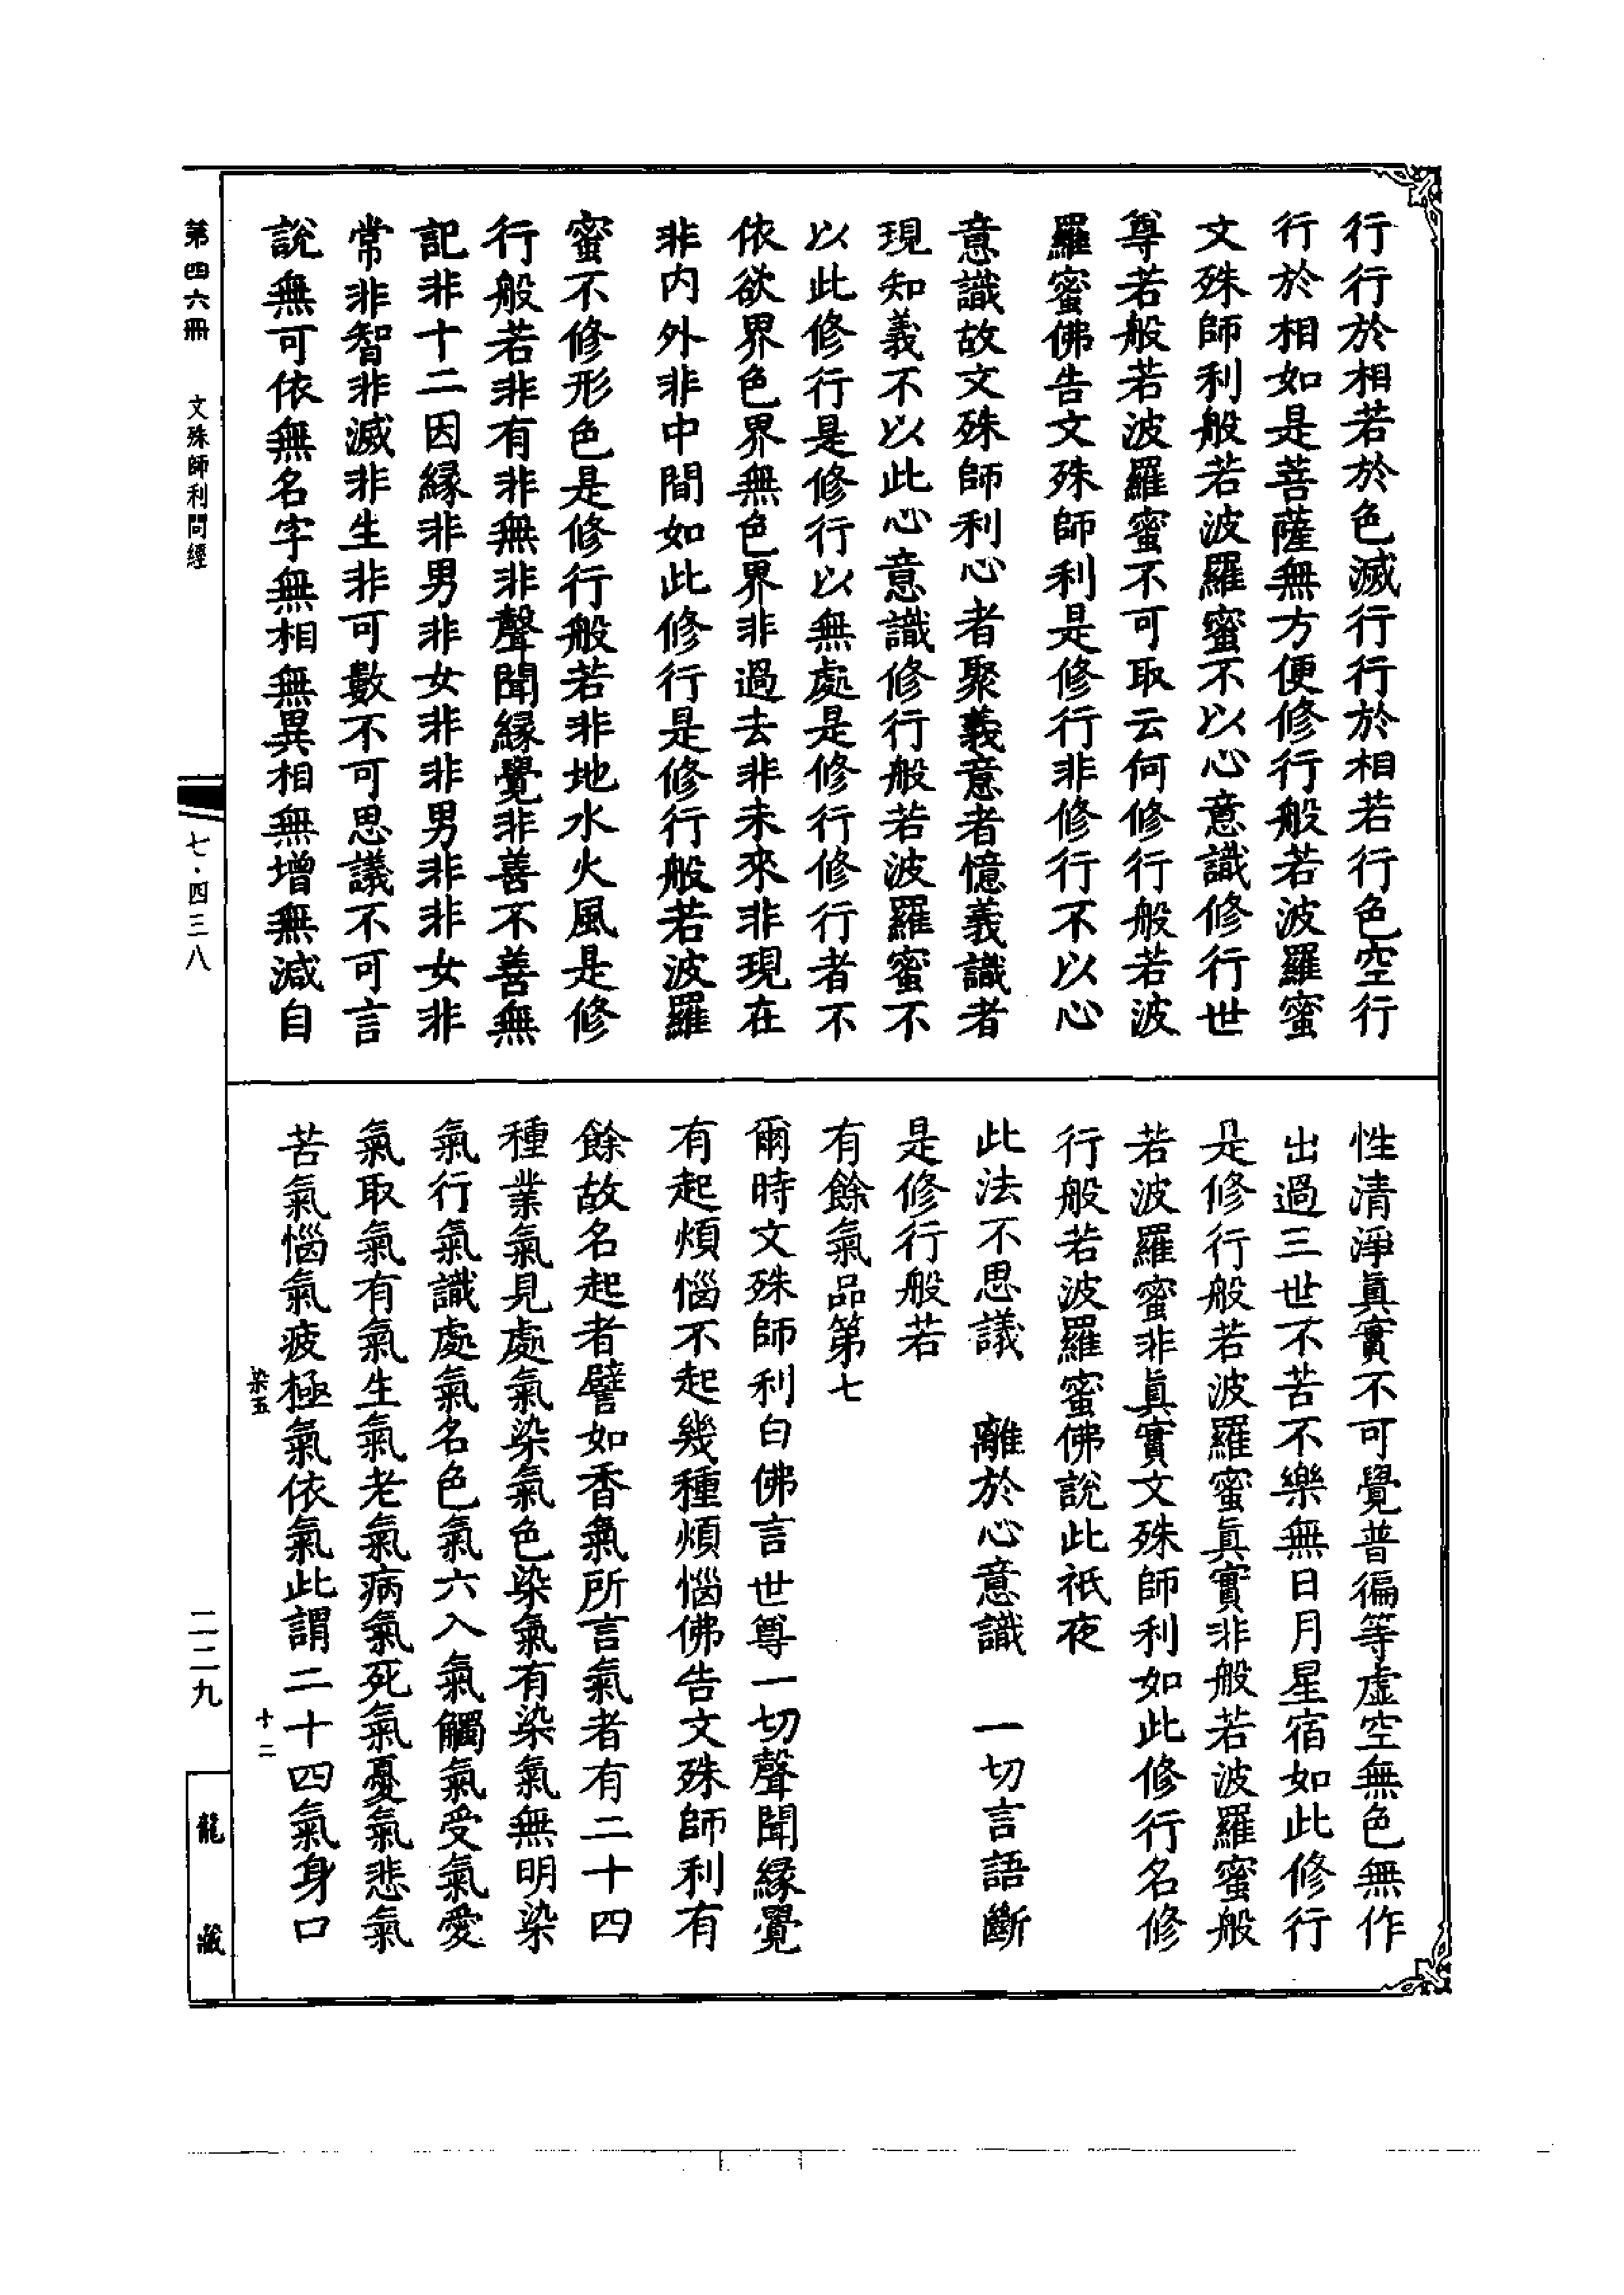 行行於相若於色滅行行於相若行色空行
行於相如是菩薩無方便修行般若波羅蜜
文殊師利般若波羅蜜不以心意識修行世
尊若般若波羅蜜不可取云何修行般若波
羅蜜佛告文殊師利是修行非修行不以心
意識故文殊師利心者聚義意者憶義識者
現知義不以此心意識修行般若波羅蜜不
以此修行是修行以無處是修行修行者不
依欲界色界無色界非過去非未來非現在
非內外非中間如此修行是修行般若波羅
蜜不修形色是修行般若非地水火風是修
行般若非有非無非聲聞緣覺非善不善無
記非十二因緣非男非女非非男非非女非
常非智非滅非生非可數不可思議不可言
說無可依無名字無相無異相無增無減自
性清淨眞實不可覺普徧等虛空無色無作
出過三世不苦不樂無日月星宿如此修行
是修行般若波羅蜜眞實非般若波羅蜜般
若波羅蜜非眞實文殊師利如此修行名修
行般若波羅蜜佛說此祇夜
此法不思議　離於心意識　一切言語斷
是修行般若
有餘氣品第七
爾時文殊師利白佛言世尊一切聲聞緣覺
有起煩惱不起幾種煩惱佛告文殊師利有
餘故名起者譬如香氣所言氣者有二十四
種業氣見處氣染氣色染氣有染氣無明染
氣行氣識處氣名色氣六入氣觸氣受氣愛
氣取氣有氣生氣老氣病氣死氣憂氣悲氣
苦氣惱氣疲極氣依氣此謂二十四氣身口
染五
十二
第四六冊　文殊師利問經
七·四三八
二二九
龍藏